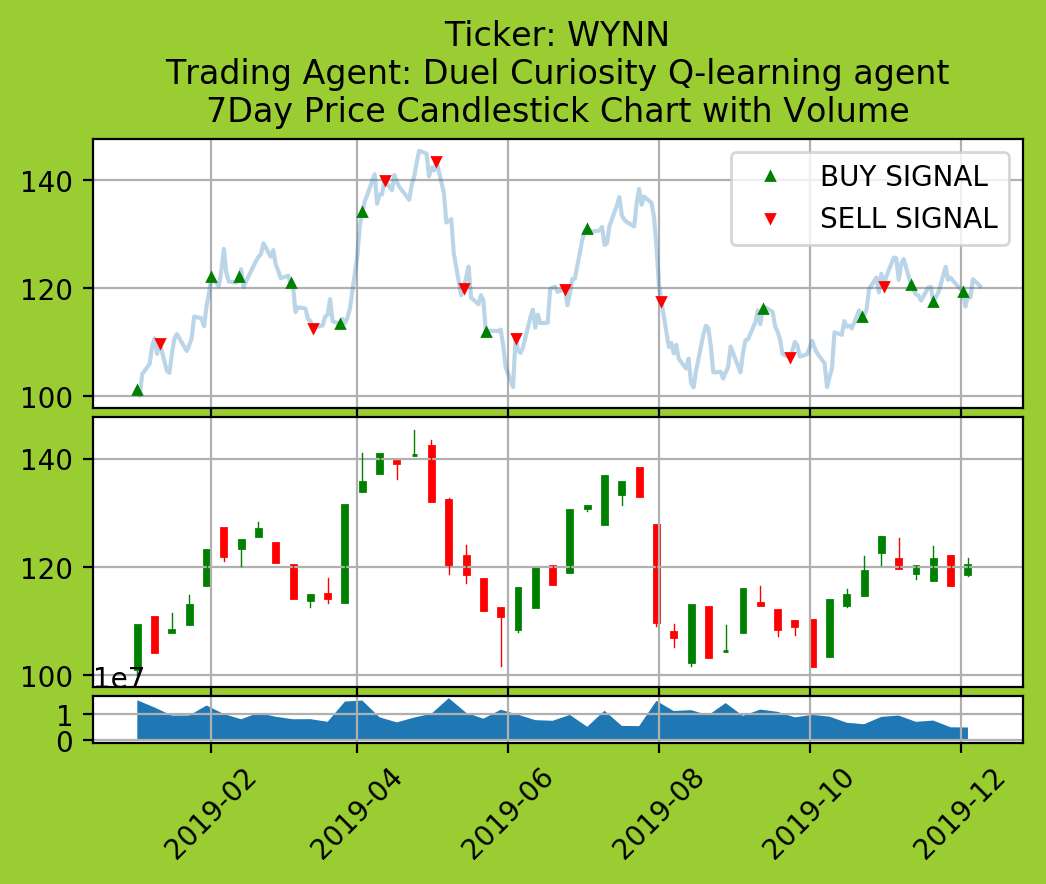 Ticker: WYNN
Trading Agent: Duel Curiosity Q-learning agent
7Day Price Candlestick Chart with Volume
BUY SIGNAL
SELL SIGNAL
140
120
100
140
120
100
1e7
1
0
2019-02
2019-04
2019-06
2019-08
2019-10
2019-12